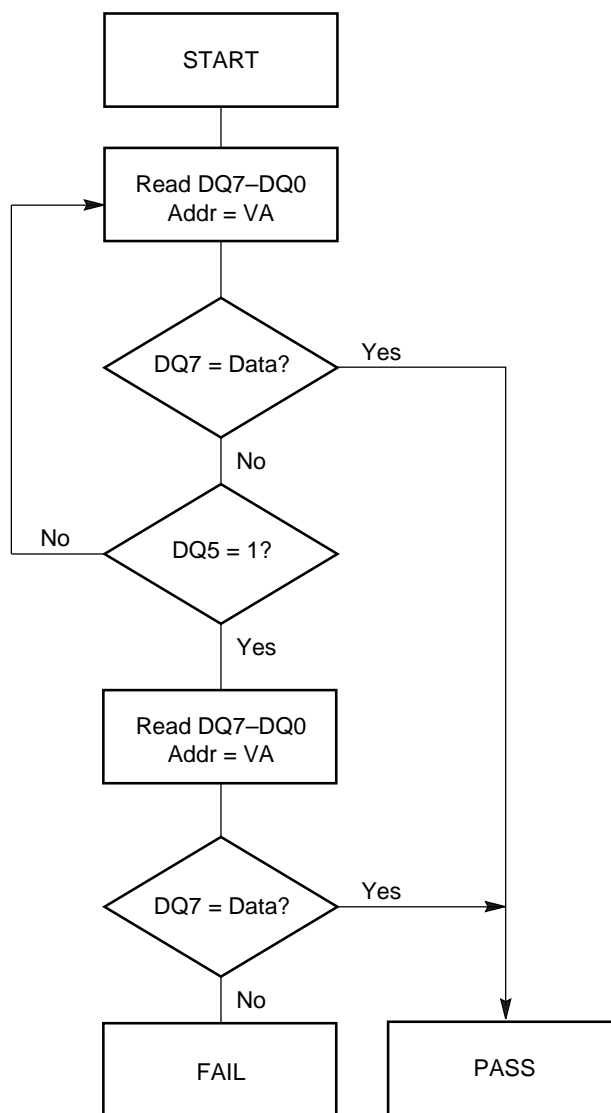 START
Read DQ7–DQ0
Addr = VA
DQ7 = Data?
Yes
No
No
DQ5 = 1?
Yes
Read DQ7–DQ0
Addr = VA
DQ7 = Data?
Yes
No
FAIL
PASS